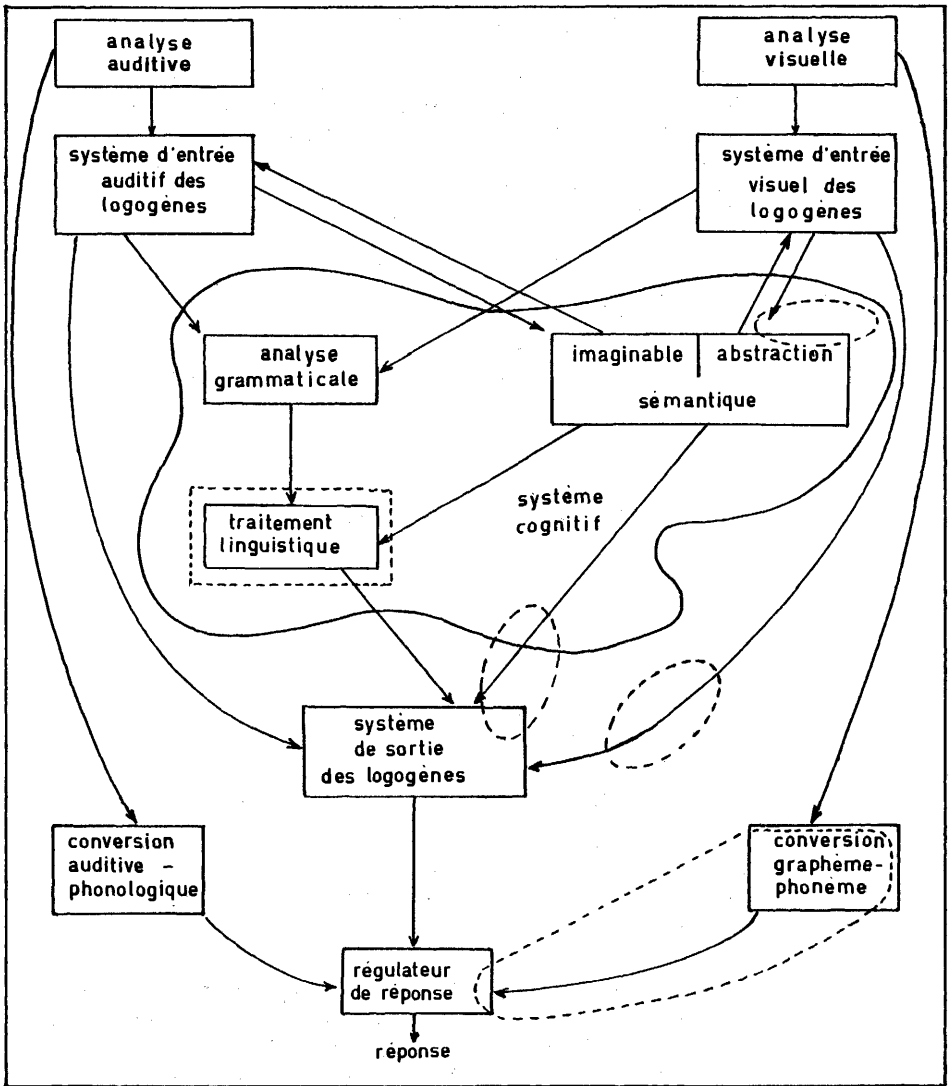 analyse
auditive
analyse
visuelle
système d'entrée
auditif des
logogènes
système d'entrée
visuel des
logogènes
analyse
grammaticale
imaginable
abstraction
sémantique
système
cognitif
traitement
linguistique
système
de sortie
des logogènes
conversion
auditive -
phonologique
conversion
graphème-
phonème
régulateur
de réponse
réponse